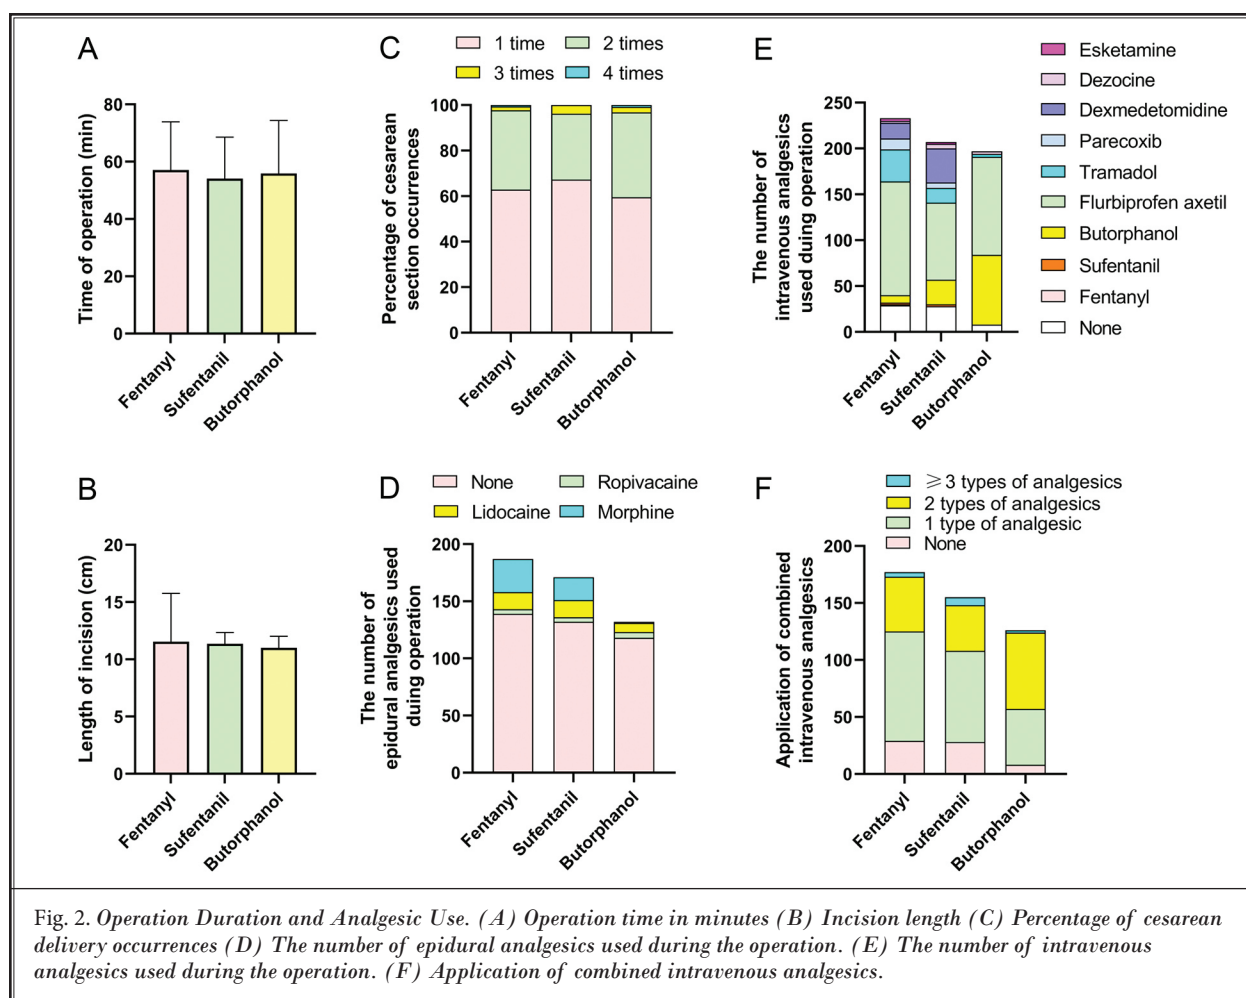 A
Time of operation (min)
80
60
40
20
0
Fentanyl
Sufentanil
Butorphanol
C
1 time
2 times
3 times
4 times
Percentage of cesarean
section occurrences
100
80
60
40
20
0
Fentanyl
Sufentanil
Butorphanol
E
The number of
intravenous analgesics
used duing operation
250
200
150
100
50
0
Fentanyl
Sufentanil
Butorphanol
Esketamine
Dezocine
Dexmedetomidine
Parecoxib
Tramadol
Flurbiprofen axetil
Butorphanol
Sufentanil
Fentanyl
None
B
Length of incision (cm)
20
15
10
5
0
Fentanyl
Sufentanil
Butorphanol
D
None
Ropivacaine
Lidocaine
Morphine
The number of
epidural analgesics used
duing operation
200
150
100
50
0
Fentanyl
Sufentanil
Butorphanol
F
⩾ 3 types of analgesics
2 types of analgesics
1 type of analgesic
None
Application of combined
intravenous analgesics
200
150
100
50
0
Fentanyl
Sufentanil
Butorphanol
Fig. 2. Operation Duration and Analgesic Use. (A) Operation time in minutes (B) Incision length (C) Percentage of cesarean
delivery occurrences (D) The number of epidural analgesics used during the operation. (E) The number of intravenous
analgesics used during the operation. (F) Application of combined intravenous analgesics.